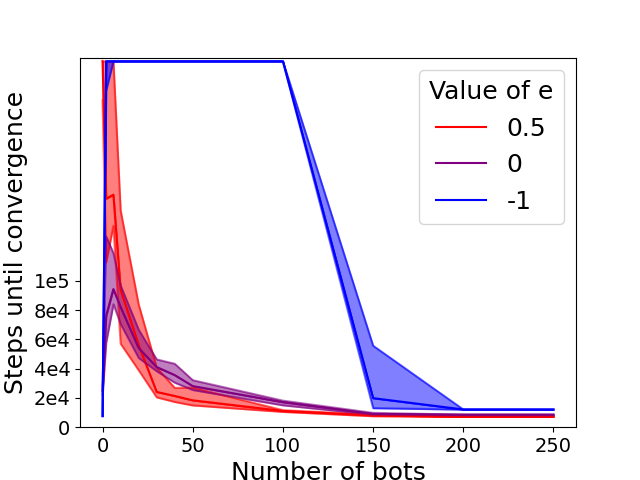 Value of e
0.5
0
-1
Steps until convergence
1e5
8e4
6e4
4e4
2e4
0
0 50 100 150 200 250
Number of bots